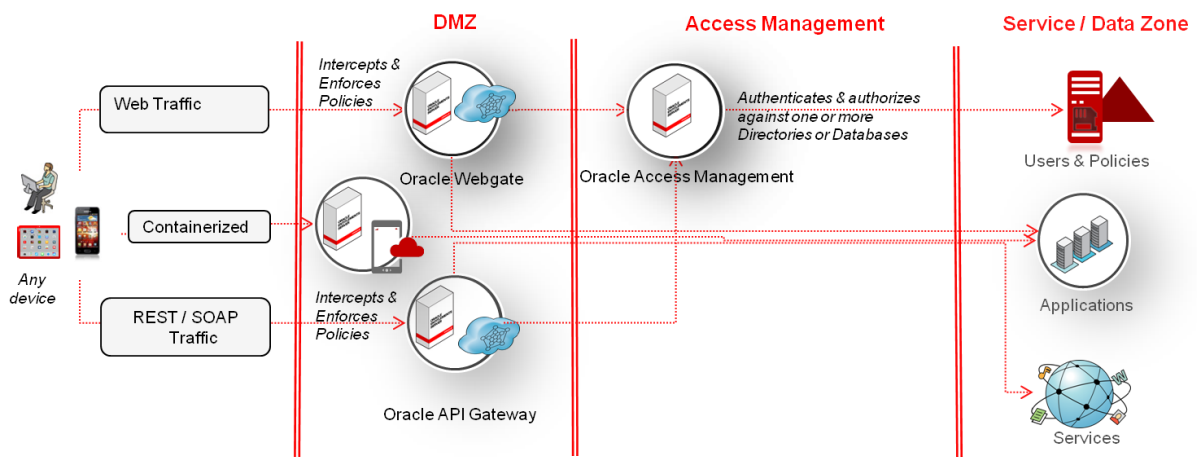 DMZ
Access Management
Service / Data Zone
Intercepts &
Enforces
Policies
Web Traffic
Authenticates & authorizes
against one or more
Directories or Databases
Oracle Webgate
Oracle Access Management
Users & Policies
Containerized
Any
device
Intercepts &
Enforces
Policies
REST / SOAP
Traffic
Applications
Oracle API Gateway
Services